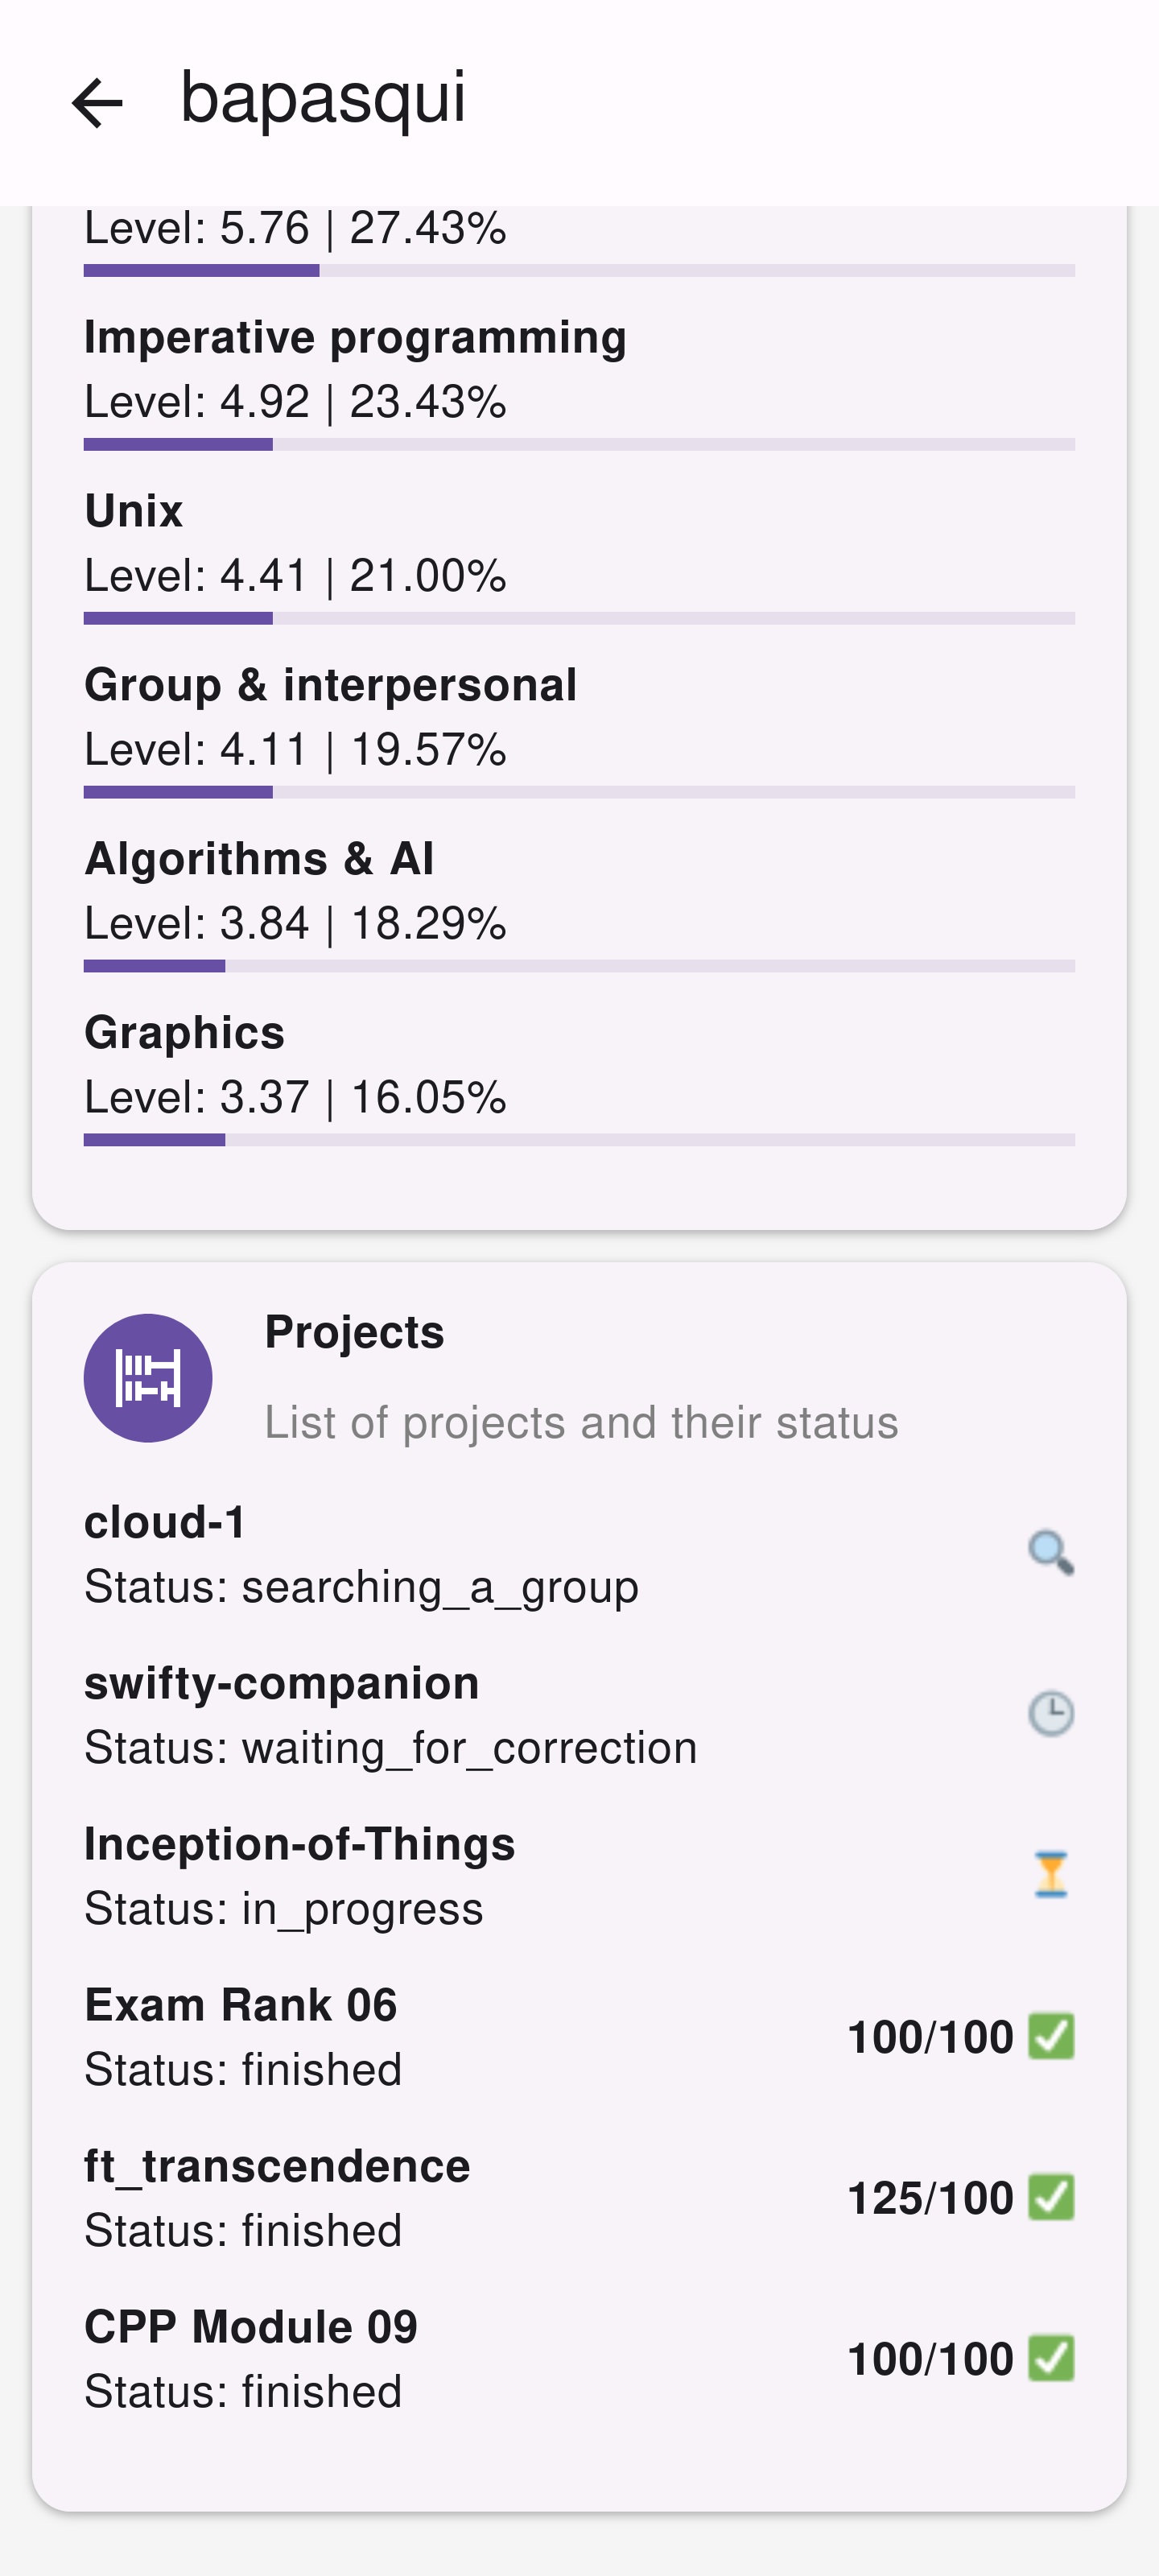 bapasqui
Level: 5.76 | 27.43%
Imperative programming
Level: 4.92 | 23.43%
Unix
Level: 4.41 | 21.00%
Group & interpersonal
Level: 4.11 | 19.57%
Algorithms & AI
Level: 3.84 | 18.29%
Graphics
Level: 3.37 | 16.05%
Projects
List of projects and their status
cloud-1
Status: searching_a_group
swifty-companion
Status: waiting_for_correction
Inception-of-Things
Status: in_progress
Exam Rank 06
100/100
Status: finished
ft_transcendence
125/100
Status: finished
CPP Module 09
100/100
Status: finished